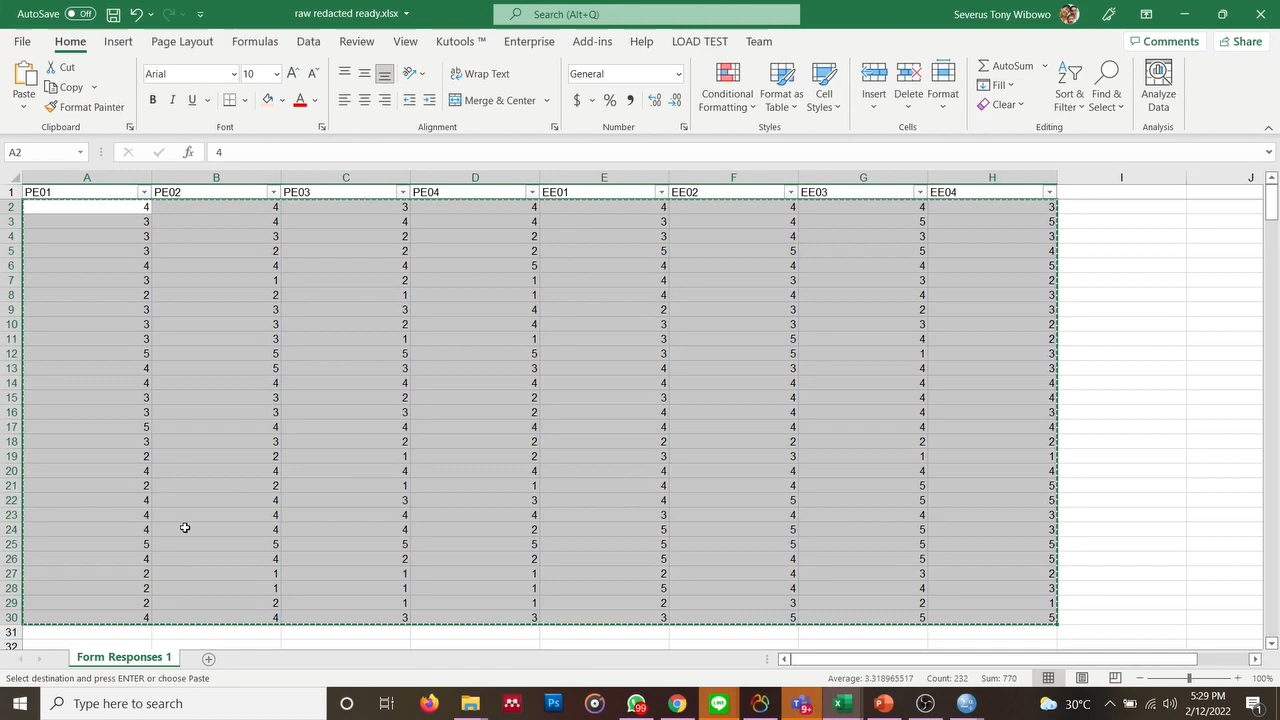 AutoSave Off raw redacted ready.xlsx Search (Alt+Q) Severus Tony Wibowo
File Home Insert Page Layout Formulas Data Review View Kutools ™ Enterprise Add-ins Help LOAD TEST Team Comments Share
Paste Cut Copy Format Painter Arial 10 Wrap Text Merge & Center General Conditional Formatting Format as Table Cell Styles Insert Delete Format AutoSum Fill Clear Sort & Filter Find & Select Analyze Data
Clipboard Font Alignment Number Styles Cells Editing Analysis
A2 fx 4
A B C D E F G H I J
1 PE01 PE02 PE03 PE04 EE01 EE02 EE03 EE04
2 4 4 3 4 4 4 4 3
3 3 4 4 4 3 4 5 5
4 3 3 2 2 3 4 3 3
5 3 2 2 2 5 5 5 4
6 4 4 4 5 4 4 4 5
7 3 1 2 1 4 3 3 2
8 2 2 1 1 4 4 4 3
9 3 3 3 4 2 3 2 3
10 3 3 2 4 3 3 3 2
11 3 3 1 1 3 5 4 2
12 5 5 5 5 3 5 1 3
13 4 5 3 3 4 3 4 3
14 4 4 4 4 4 4 4 4
15 3 3 2 2 3 4 4 4
16 3 3 3 2 4 4 4 3
17 5 4 4 4 4 4 4 4
18 3 3 2 2 2 2 2 2
19 2 2 1 2 3 3 1 1
20 4 4 4 4 4 4 4 4
21 2 2 1 1 4 4 5 5
22 4 4 3 3 4 5 5 5
23 4 4 4 4 3 4 4 3
24 4 4 4 2 5 5 5 3
25 5 5 5 5 5 5 5 5
26 4 4 2 2 5 4 5 5
27 2 1 1 1 2 4 3 2
28 2 1 1 1 5 4 4 3
29 2 2 1 1 2 3 2 1
30 4 4 3 3 3 5 5 5
31
32
Form Responses 1
Select destination and press ENTER or choose Paste Average: 3.318965517 Count: 232 Sum: 770 100%
Type here to search 99 9+ 30°C 5:29 PM
2/12/2022